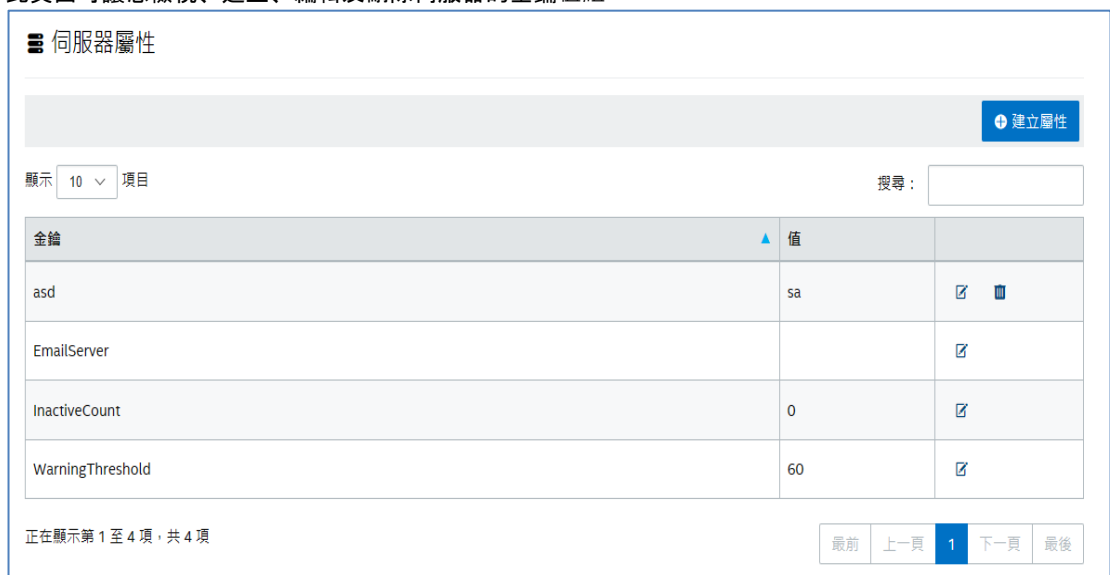 伺服器屬性
建立屬性
顯示 10 項目 搜尋：
金鑰 值
asd sa
EmailServer
InactiveCount 0
WarningThreshold 60
正在顯示第 1 至 4 項，共 4 項 最前 上一頁 1 下一頁 最後